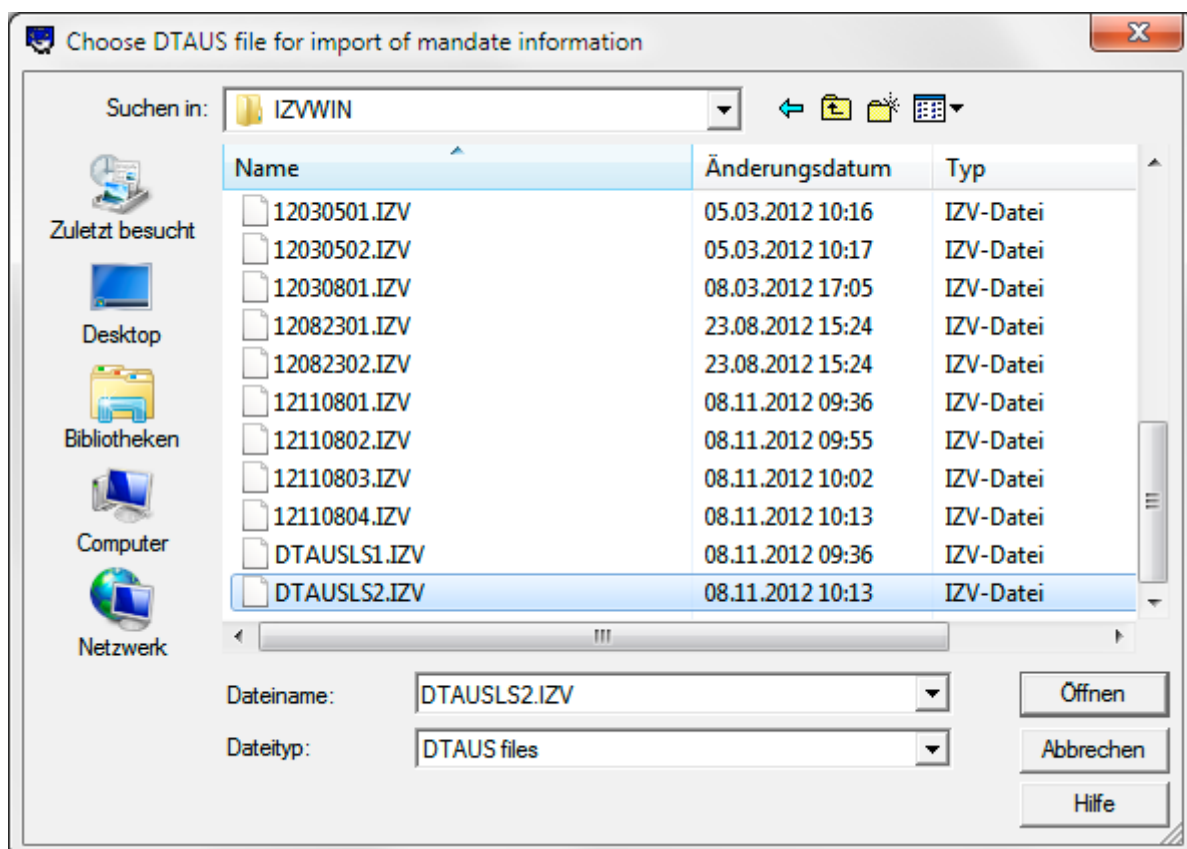 Choose DTAUS file for import of mandate information
Suchen in: IZVWIN
Name Änderungsdatum Typ
12030501.IZV 05.03.2012 10:16 IZV-Datei
12030502.IZV 05.03.2012 10:17 IZV-Datei
12030801.IZV 08.03.2012 17:05 IZV-Datei
12082301.IZV 23.08.2012 15:24 IZV-Datei
12082302.IZV 23.08.2012 15:24 IZV-Datei
12110801.IZV 08.11.2012 09:36 IZV-Datei
12110802.IZV 08.11.2012 09:55 IZV-Datei
12110803.IZV 08.11.2012 10:02 IZV-Datei
12110804.IZV 08.11.2012 10:13 IZV-Datei
DTAUSLS1.IZV 08.11.2012 09:36 IZV-Datei
DTAUSLS2.IZV 08.11.2012 10:13 IZV-Datei
Zuletzt besucht
Desktop
Bibliotheken
Computer
Netzwerk
Dateiname: DTAUSLS2.IZV Öffnen
Dateityp: DTAUS files Abbrechen
Hilfe